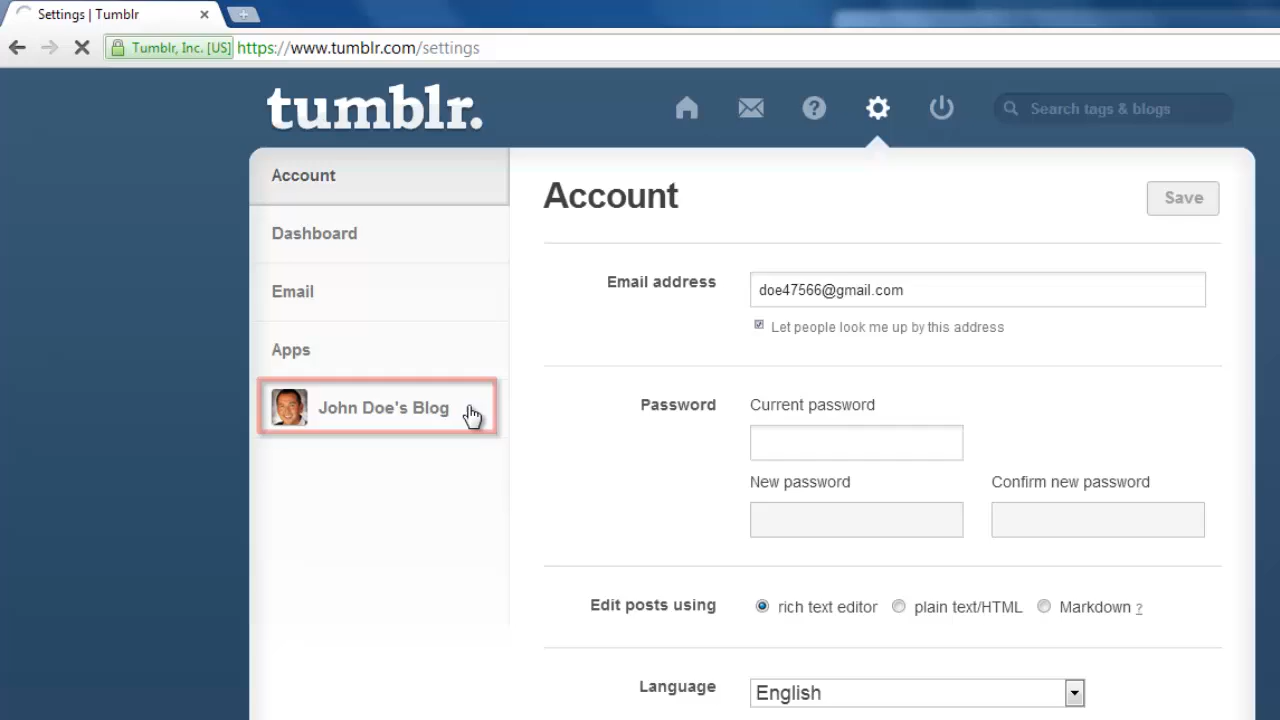 Settings | Tumblr
Tumblr, Inc. [US] https://www.tumblr.com/settings
tumblr.
?
Search tags & blogs
Account
Dashboard
Email
Apps
John Doe's Blog
Account
Save
Email address
doe47566@gmail.com
Let people look me up by this address
Password
Current password
New password
Confirm new password
Edit posts using
rich text editor
plain text/HTML
Markdown ?
Language
English